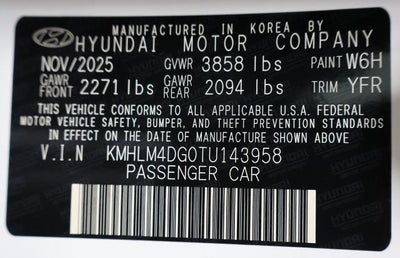 MANUFACTURED IN KOREA BY
HYUNDAI MOTOR COMPANY
NOV/2025 GVWR 3858 lbs PAINT W6H
GAWR FRONT 2271 lbs GAWR REAR 2094 lbs TRIM YFR
THIS VEHICLE CONFORMS TO ALL APPLICABLE U.S.A. FEDERAL
MOTOR VEHICLE SAFETY, BUMPER, AND THEFT PREVENTION STANDARDS
IN EFFECT ON THE DATE OF MANUFACTURE SHOWN ABOVE
V.I.N KMHLM4DG0TU143958
PASSENGER CAR